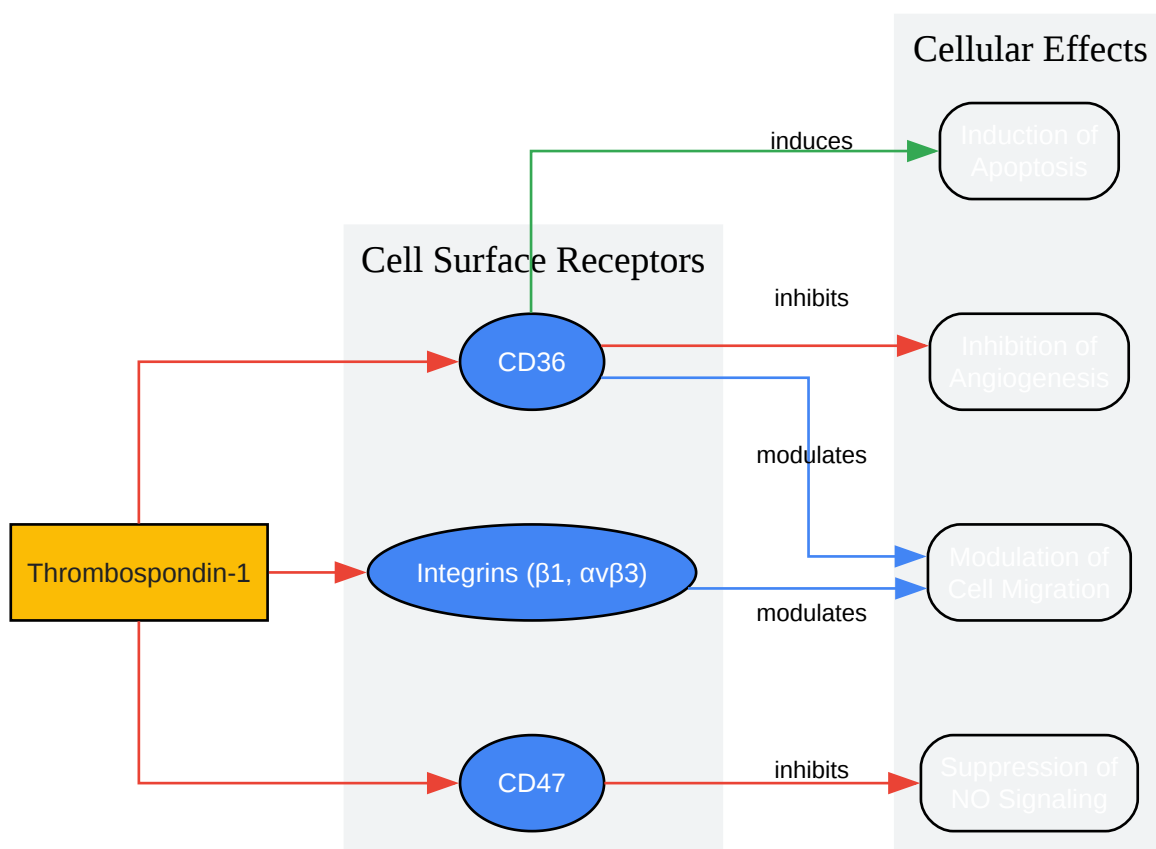 Cellular Effects
induces
Induction of
Apoptosis
Cell Surface Receptors
inhibits
CD36
Inhibition of
Angiogenesis
modulates
Thrombospondin-1
Integrins (β1, αvβ3)
modulates
Modulation of
Cell Migration
CD47
inhibits
Suppression of
NO Signaling